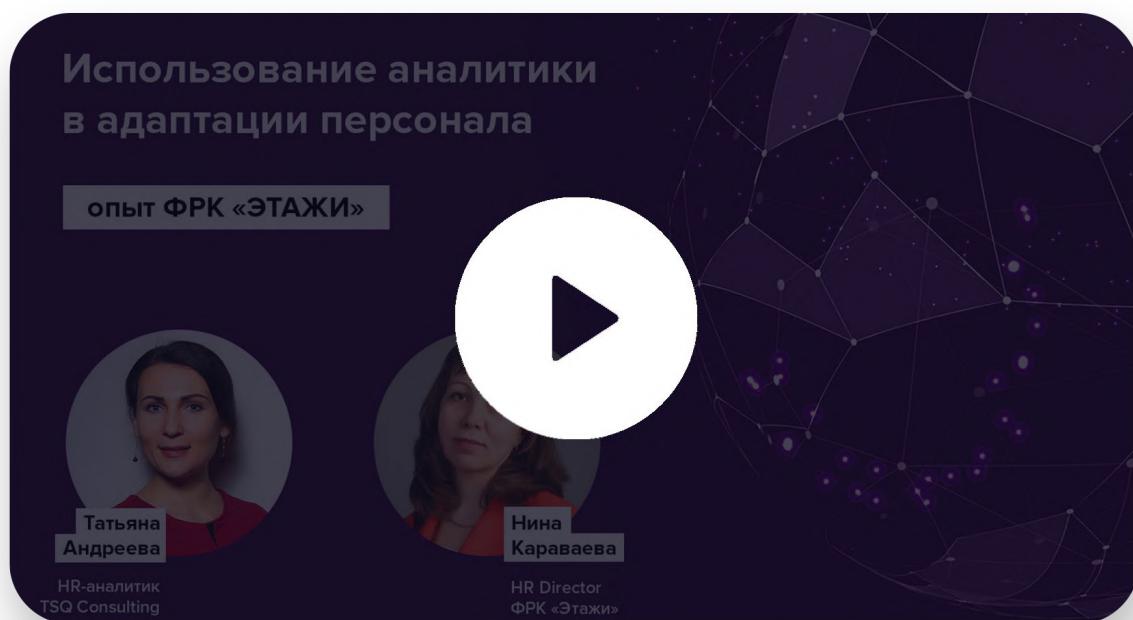 Использование аналитики
в адаптации персонала
опыт ФРК «ЭТАЖИ»
Татьяна
Андреева
HR-аналитик
TSQ Consulting
Нина
Караваева
HR Director
ФРК «Этажи»